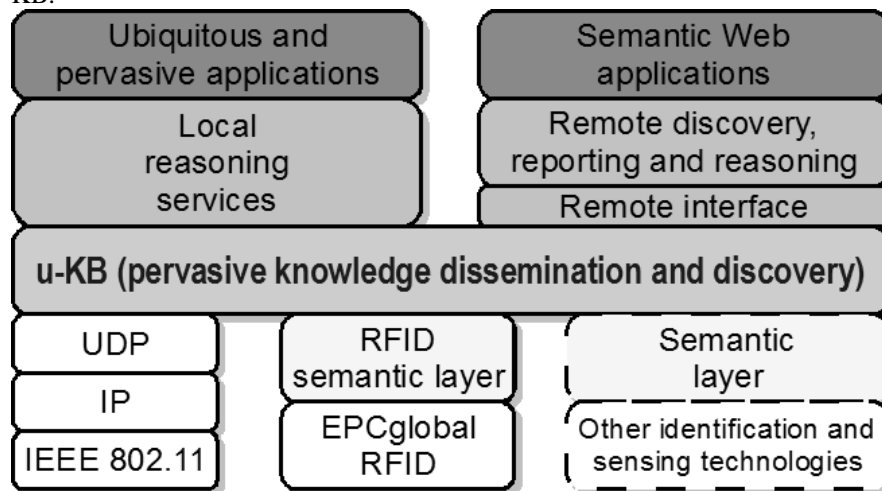 KB.
Ubiquitous and
pervasive applications
Semantic Web
applications
Local
reasoning
services
Remote discovery,
reporting and reasoning
Remote interface
u-KB (pervasive knowledge dissemination and discovery)
UDP
IP
IEEE 802.11
RFID
semantic layer
EPCglobal
RFID
Semantic
layer
Other identification and
sensing technologies